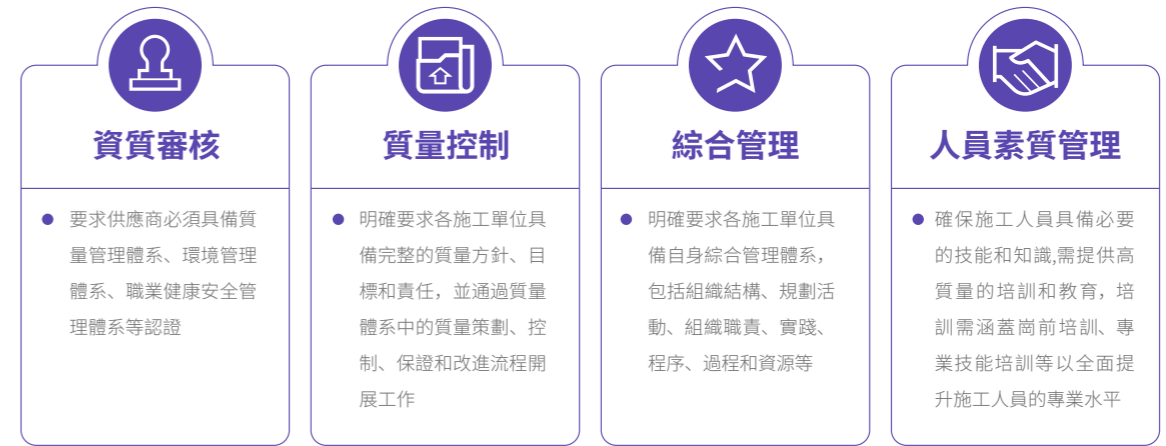 資質審核
要求供應商必須具備質
量管理體系、環境管理
體系、職業健康安全管
理體系等認證
質量控制
明確要求各施工單位具
備完整的質量方針、目
標和責任，並通過質量
體系中的質量策劃、控
制、保證和改進流程開
展工作
綜合管理
明確要求各施工單位具
備自身綜合管理體系，
包括組織結構、規劃活
動、組織職責、實踐、
程序、過程和資源等
人員素質管理
確保施工人員具備必要
的技能和知識,需提供高
質量的培訓和教育，培
訓需涵蓋崗前培訓、專
業技能培訓等以全面提
升施工人員的專業水平